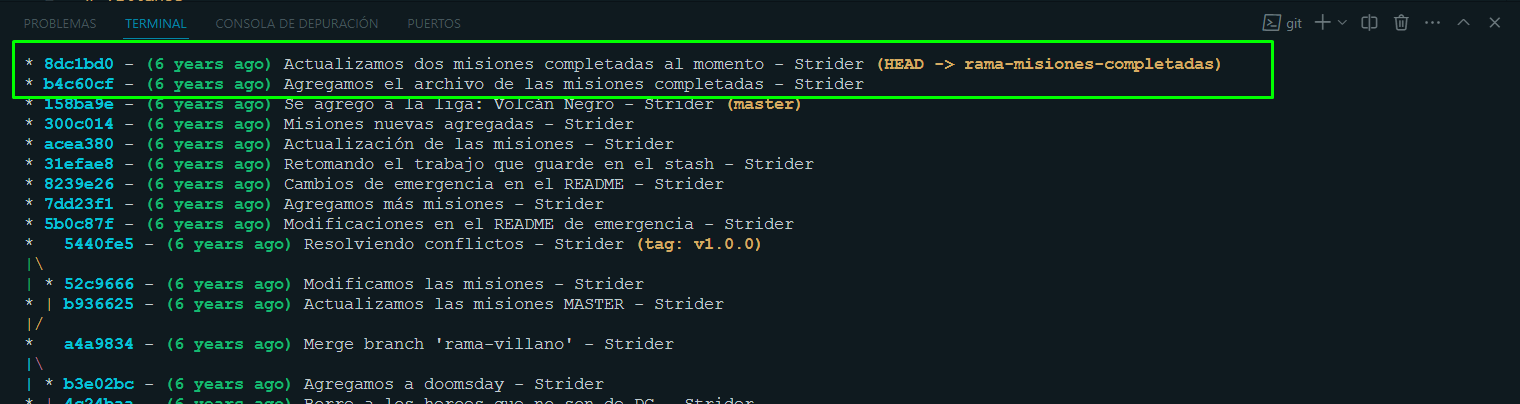 PROBLEMAS TERMINAL CONSOLA DE DEPURACIÓN PUERTOS git
* 8dc1bd0 - (6 years ago) Actualizamos dos misiones completadas al momento - Strider (HEAD -> rama-misiones-completadas)
* b4c60cf - (6 years ago) Agregamos el archivo de las misiones completadas - Strider
* 158ba9e - (6 years ago) Se agrego a la liga: Volcán Negro - Strider (master)
* 300c014 - (6 years ago) Misiones nuevas agregadas - Strider
* acea380 - (6 years ago) Actualización de las misiones - Strider
* 31efae8 - (6 years ago) Retomando el trabajo que guarde en el stash - Strider
* 8239e26 - (6 years ago) Cambios de emergencia en el README - Strider
* 7dd23f1 - (6 years ago) Agregamos más misiones - Strider
* 5b0c87f - (6 years ago) Modificaciones en el README de emergencia - Strider
*   5440fe5 - (6 years ago) Resolviendo conflictos - Strider (tag: v1.0.0)
|\
| * 52c9666 - (6 years ago) Modificamos las misiones - Strider
* | b936625 - (6 years ago) Actualizamos las misiones MASTER - Strider
|/
*   a4a9834 - (6 years ago) Merge branch 'rama-villano' - Strider
|\
| * b3e02bc - (6 years ago) Agregamos a doomsday - Strider
* | 4c24baa - (6 years ago) Borre a los heroes que no son de DC - Strider